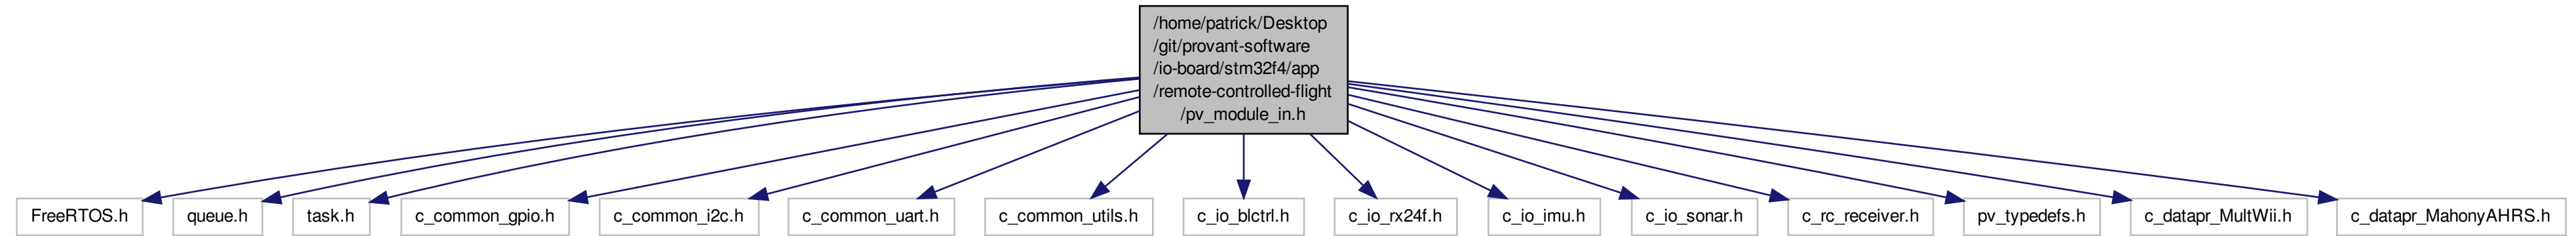 /home/patrick/Desktop
/git/provant-software
/io-board/stm32f4/app
/remote-controlled-flight
/pv_module_in.h
FreeRTOS.h
queue.h
task.h
c_common_gpio.h
c_common_i2c.h
c_common_uart.h
c_common_utils.h
c_io_blctrl.h
c_io_rx24f.h
c_io_imu.h
c_io_sonar.h
c_rc_receiver.h
pv_typedefs.h
c_datapr_MultWii.h
c_datapr_MahonyAHRS.h